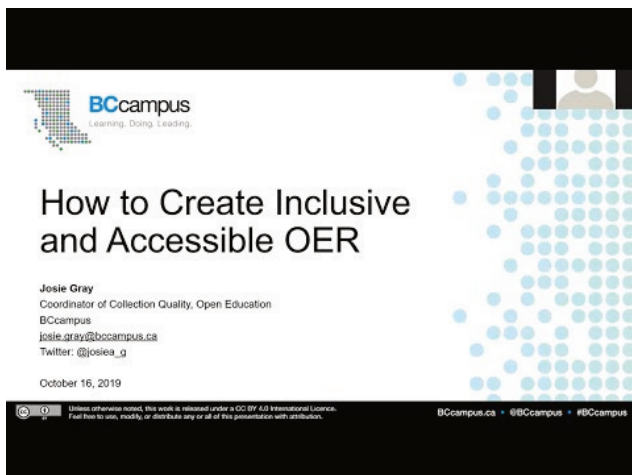 BCcampus
Learning. Doing. Leading.
How to Create Inclusive
and Accessible OER
Josie Gray
Coordinator of Collection Quality, Open Education
BCcampus
josie.gray@bccampus.ca
Twitter: @josiea_g
October 16, 2019
Unless otherwise noted, this work is released under a CC BY 4.0 International Licence.
Feel free to use, modify, or distribute any or all of this presentation with attribution.
BCcampus.ca • @BCcampus • #BCcampus